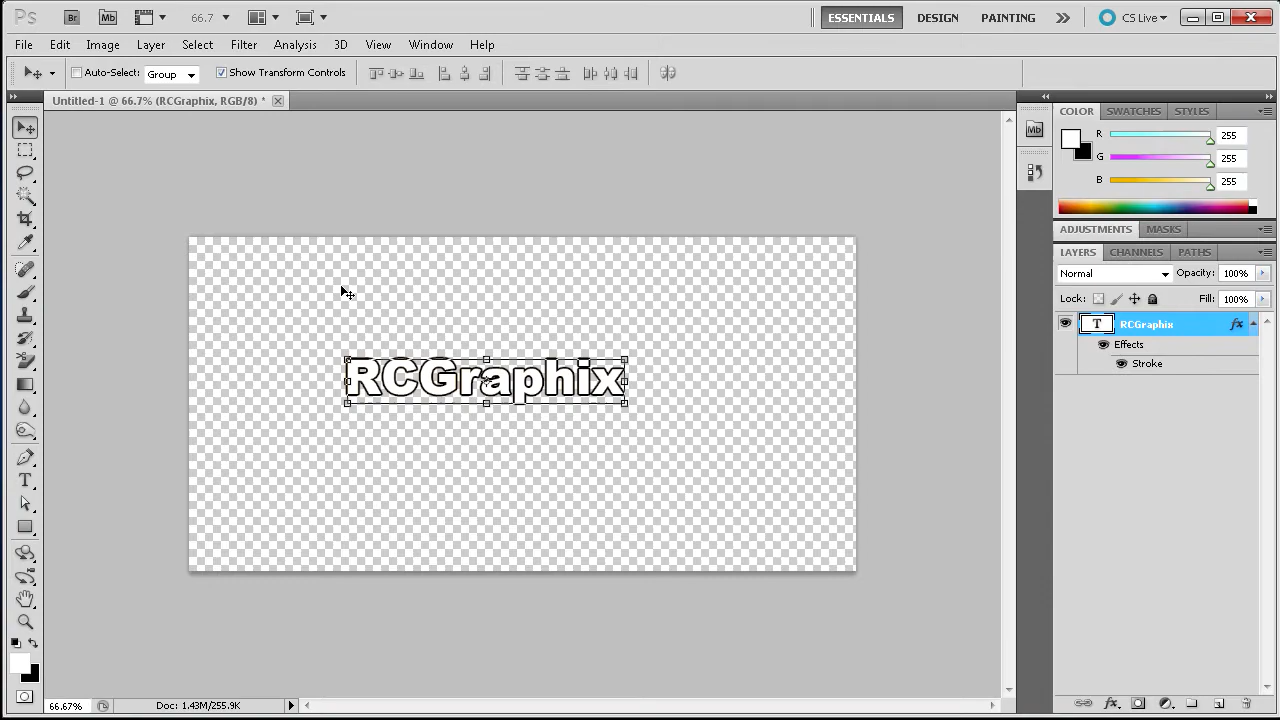 Ps Br Mb 66.7 ESSENTIALS DESIGN PAINTING CS Live
File Edit Image Layer Select Filter Analysis 3D View Window Help
Auto-Select: Group Show Transform Controls
Untitled-1 @ 66.7% (RCGraphix, RGB/8) *
Mb
COLOR SWATCHES STYLES
R 255
G 255
B 255
ADJUSTMENTS MASKS
LAYERS CHANNELS PATHS
Normal Opacity: 100%
Lock: Fill: 100%
T RCGraphix fx
Effects
Stroke
RCGraphix
T
66.67% Doc: 1.43M/255.9K
fx